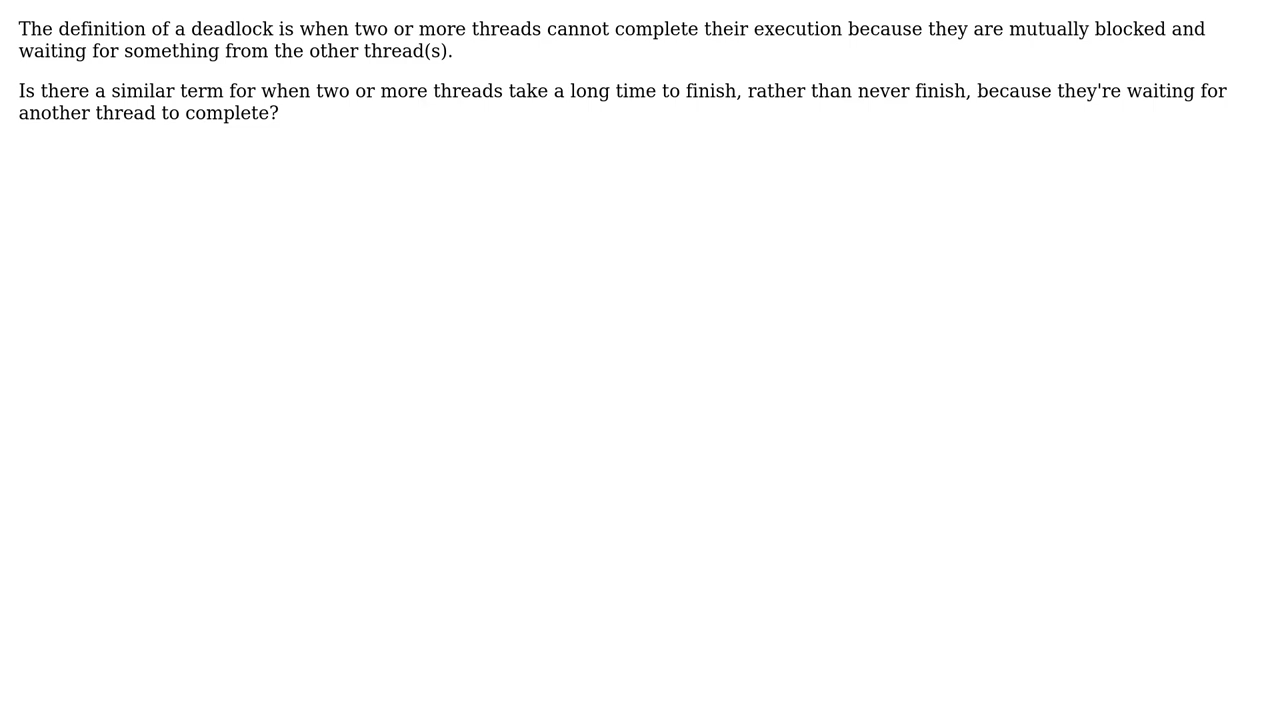 The definition of a deadlock is when two or more threads cannot complete their execution because they are mutually blocked and
waiting for something from the other thread(s).
Is there a similar term for when two or more threads take a long time to finish, rather than never finish, because they're waiting for
another thread to complete?